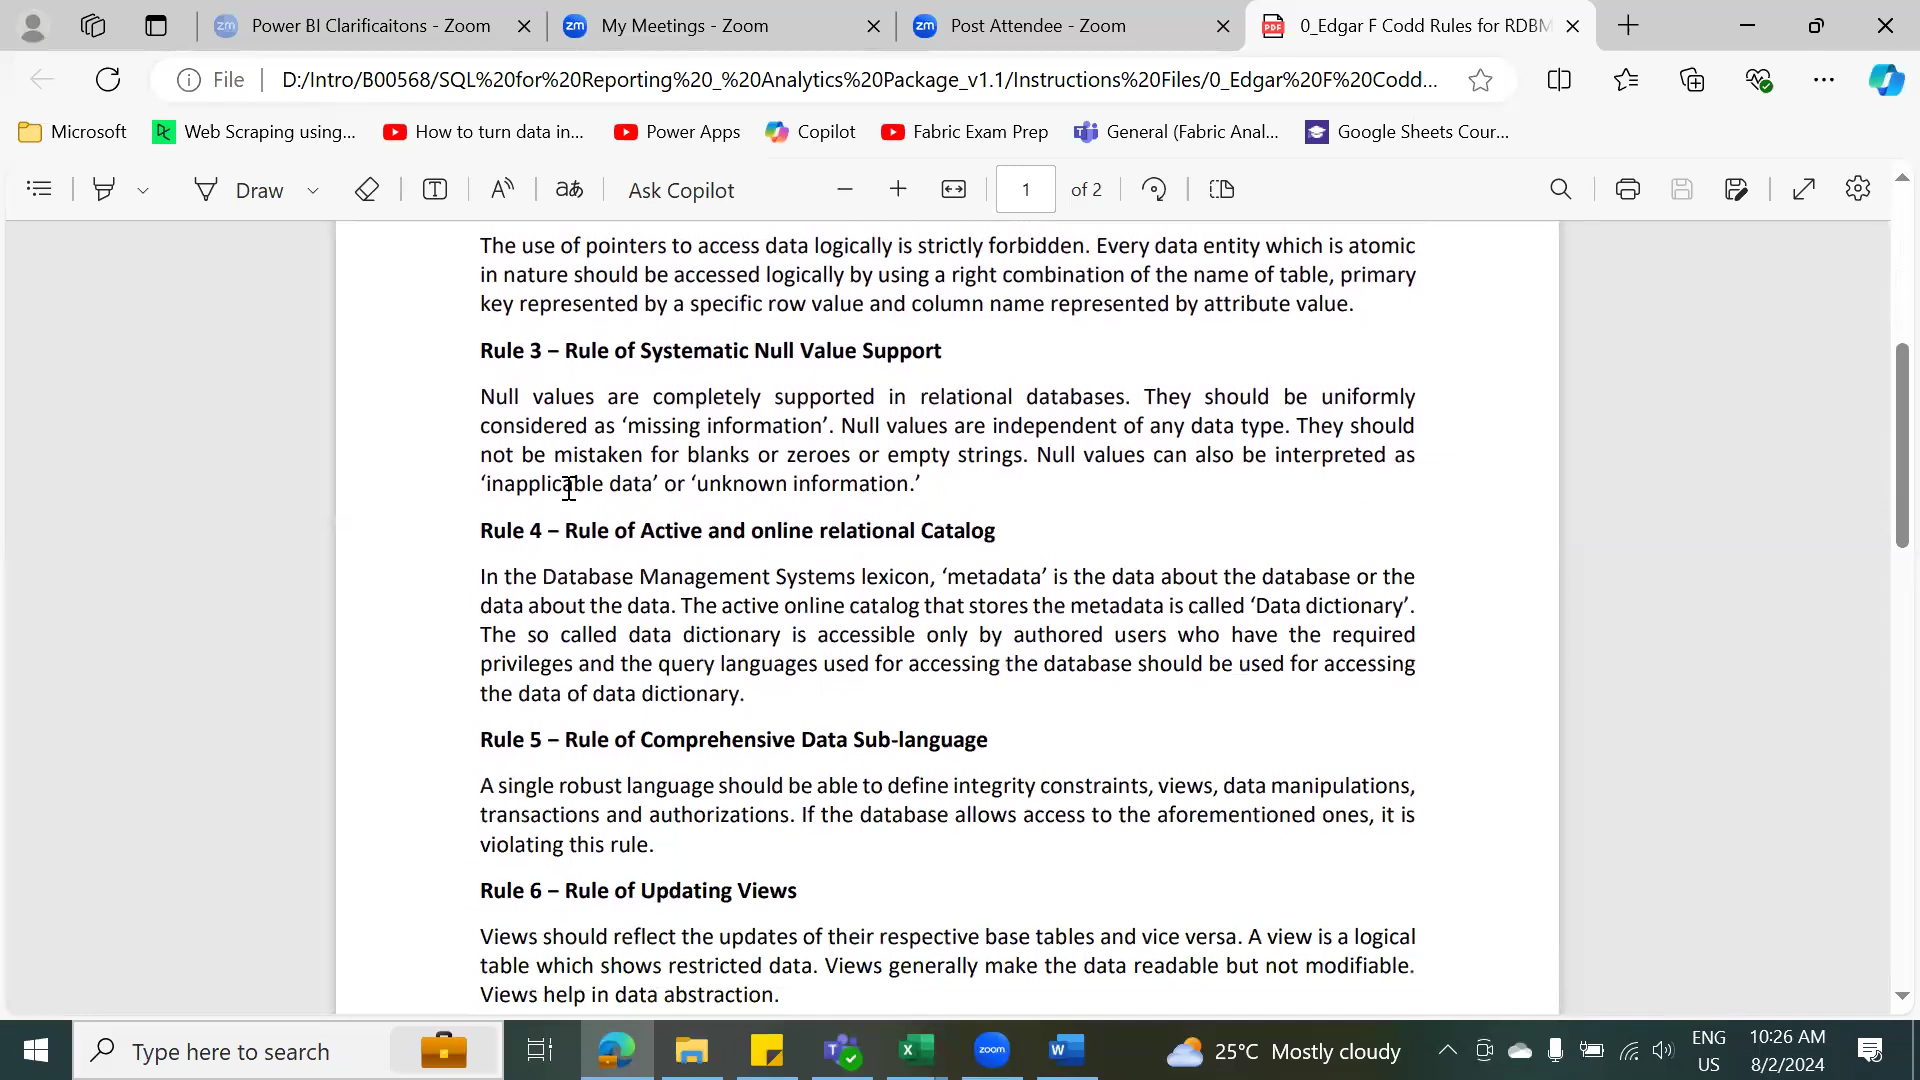 Power BI Clarificaitons - Zoom
My Meetings - Zoom
Post Attendee - Zoom
0_Edgar F Codd Rules for RDBM
File
D:/Intro/B00568/SQL%20for%20Reporting%20_%20Analytics%20Package_v1.1/Instructions%20Files/0_Edgar%20F%20Codd...
Microsoft
Web Scraping using...
How to turn data in...
Power Apps
Copilot
Fabric Exam Prep
General (Fabric Anal...
Google Sheets Cour...
Draw
Ask Copilot
1 of 2
The use of pointers to access data logically is strictly forbidden. Every data entity which is atomic
in nature should be accessed logically by using a right combination of the name of table, primary
key represented by a specific row value and column name represented by attribute value.
Rule 3 – Rule of Systematic Null Value Support
Null values are completely supported in relational databases. They should be uniformly
considered as ‘missing information’. Null values are independent of any data type. They should
not be mistaken for blanks or zeroes or empty strings. Null values can also be interpreted as
‘inapplicable data’ or ‘unknown information.’
Rule 4 – Rule of Active and online relational Catalog
In the Database Management Systems lexicon, ‘metadata’ is the data about the database or the
data about the data. The active online catalog that stores the metadata is called ‘Data dictionary’.
The so called data dictionary is accessible only by authored users who have the required
privileges and the query languages used for accessing the database should be used for accessing
the data of data dictionary.
Rule 5 – Rule of Comprehensive Data Sub-language
A single robust language should be able to define integrity constraints, views, data manipulations,
transactions and authorizations. If the database allows access to the aforementioned ones, it is
violating this rule.
Rule 6 – Rule of Updating Views
Views should reflect the updates of their respective base tables and vice versa. A view is a logical
table which shows restricted data. Views generally make the data readable but not modifiable.
Views help in data abstraction.
Type here to search
25°C Mostly cloudy
ENG
US
10:26 AM
8/2/2024